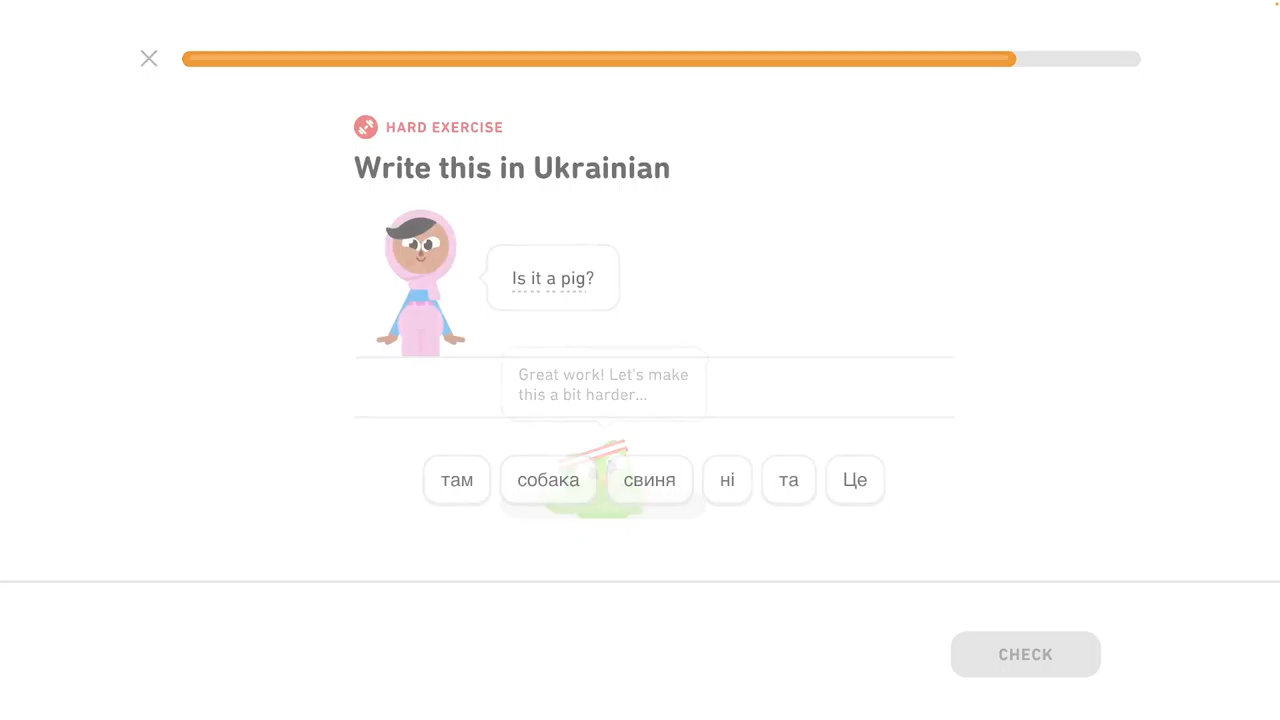 HARD EXERCISE
Write this in Ukrainian
Is it a pig?
Great work! Let's make
this a bit harder...
там собака свиня ні та Це
CHECK